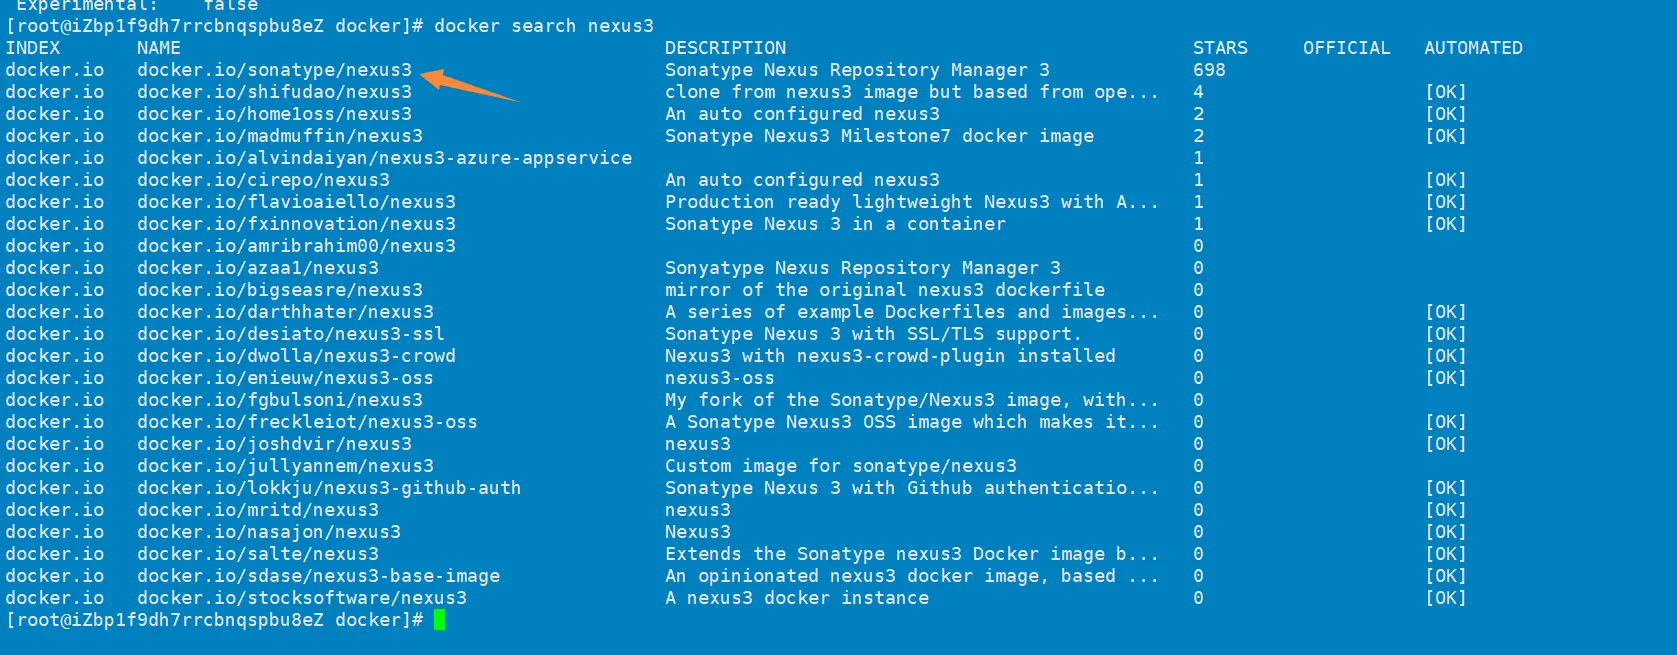 Experimental:    false
[root@iZbp1f9dh7rrcbnqspbu8eZ docker]# docker search nexus3
INDEX NAME DESCRIPTION STARS OFFICIAL AUTOMATED
docker.io docker.io/sonatype/nexus3 Sonatype Nexus Repository Manager 3 698
docker.io docker.io/shifudao/nexus3 clone from nexus3 image but based from ope... 4 [OK]
docker.io docker.io/home1oss/nexus3 An auto configured nexus3 2 [OK]
docker.io docker.io/madmuffin/nexus3 Sonatype Nexus3 Milestone7 docker image 2 [OK]
docker.io docker.io/alvindaiyan/nexus3-azure-appservice 1
docker.io docker.io/cirepo/nexus3 An auto configured nexus3 1 [OK]
docker.io docker.io/flavioaiello/nexus3 Production ready lightweight Nexus3 with A... 1 [OK]
docker.io docker.io/fxinnovation/nexus3 Sonatype Nexus 3 in a container 1 [OK]
docker.io docker.io/amribrahim00/nexus3 0
docker.io docker.io/azaa1/nexus3 Sonyatype Nexus Repository Manager 3 0
docker.io docker.io/bigseasre/nexus3 mirror of the original nexus3 dockerfile 0
docker.io docker.io/darthhater/nexus3 A series of example Dockerfiles and images... 0 [OK]
docker.io docker.io/desiato/nexus3-ssl Sonatype Nexus 3 with SSL/TLS support. 0 [OK]
docker.io docker.io/dwolla/nexus3-crowd Nexus3 with nexus3-crowd-plugin installed 0 [OK]
docker.io docker.io/enieuw/nexus3-oss nexus3-oss 0 [OK]
docker.io docker.io/fgbulsoni/nexus3 My fork of the Sonatype/Nexus3 image, with... 0
docker.io docker.io/freckleiot/nexus3-oss A Sonatype Nexus3 OSS image which makes it... 0 [OK]
docker.io docker.io/joshdvir/nexus3 nexus3 0 [OK]
docker.io docker.io/jullyannem/nexus3 Custom image for sonatype/nexus3 0
docker.io docker.io/lokkju/nexus3-github-auth Sonatype Nexus 3 with Github authenticatio... 0 [OK]
docker.io docker.io/mritd/nexus3 nexus3 0 [OK]
docker.io docker.io/nasajon/nexus3 Nexus3 0 [OK]
docker.io docker.io/salte/nexus3 Extends the Sonatype nexus3 Docker image b... 0 [OK]
docker.io docker.io/sdase/nexus3-base-image An opinionated nexus3 docker image, based ... 0 [OK]
docker.io docker.io/stocksoftware/nexus3 A nexus3 docker instance 0 [OK]
[root@iZbp1f9dh7rrcbnqspbu8eZ docker]#